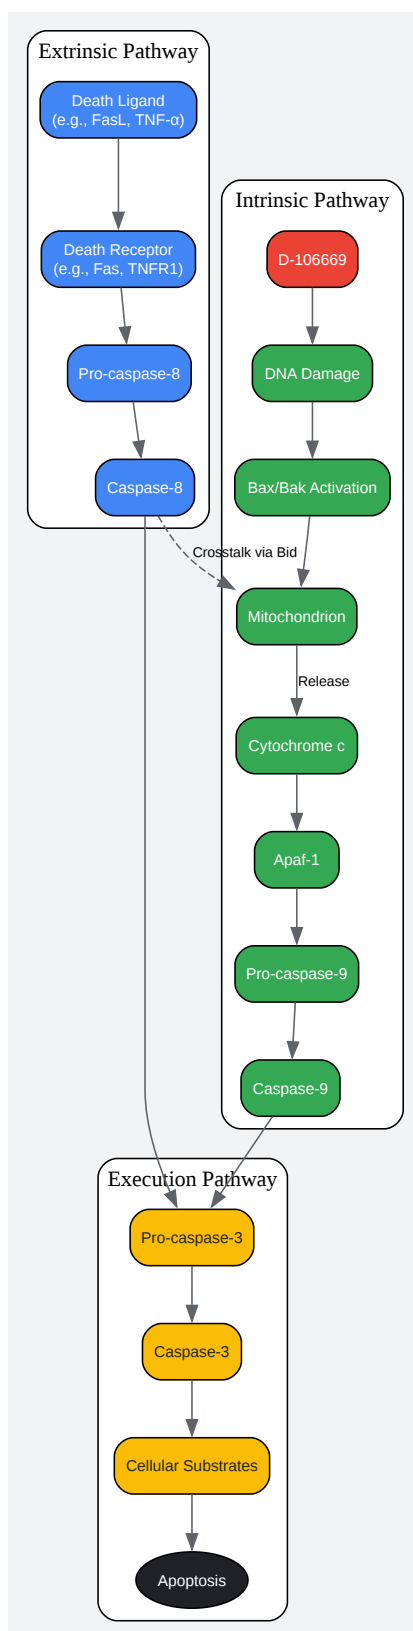 Extrinsic Pathway
Death Ligand
(e.g., FasL, TNF-α)
Death Receptor
(e.g., Fas, TNFR1)
Pro-caspase-8
Caspase-8
Intrinsic Pathway
D-106669
DNA Damage
Bax/Bak Activation
Crosstalk via Bid
Mitochondrion
Release
Cytochrome c
Apaf-1
Pro-caspase-9
Caspase-9
Execution Pathway
Pro-caspase-3
Caspase-3
Cellular Substrates
Apoptosis